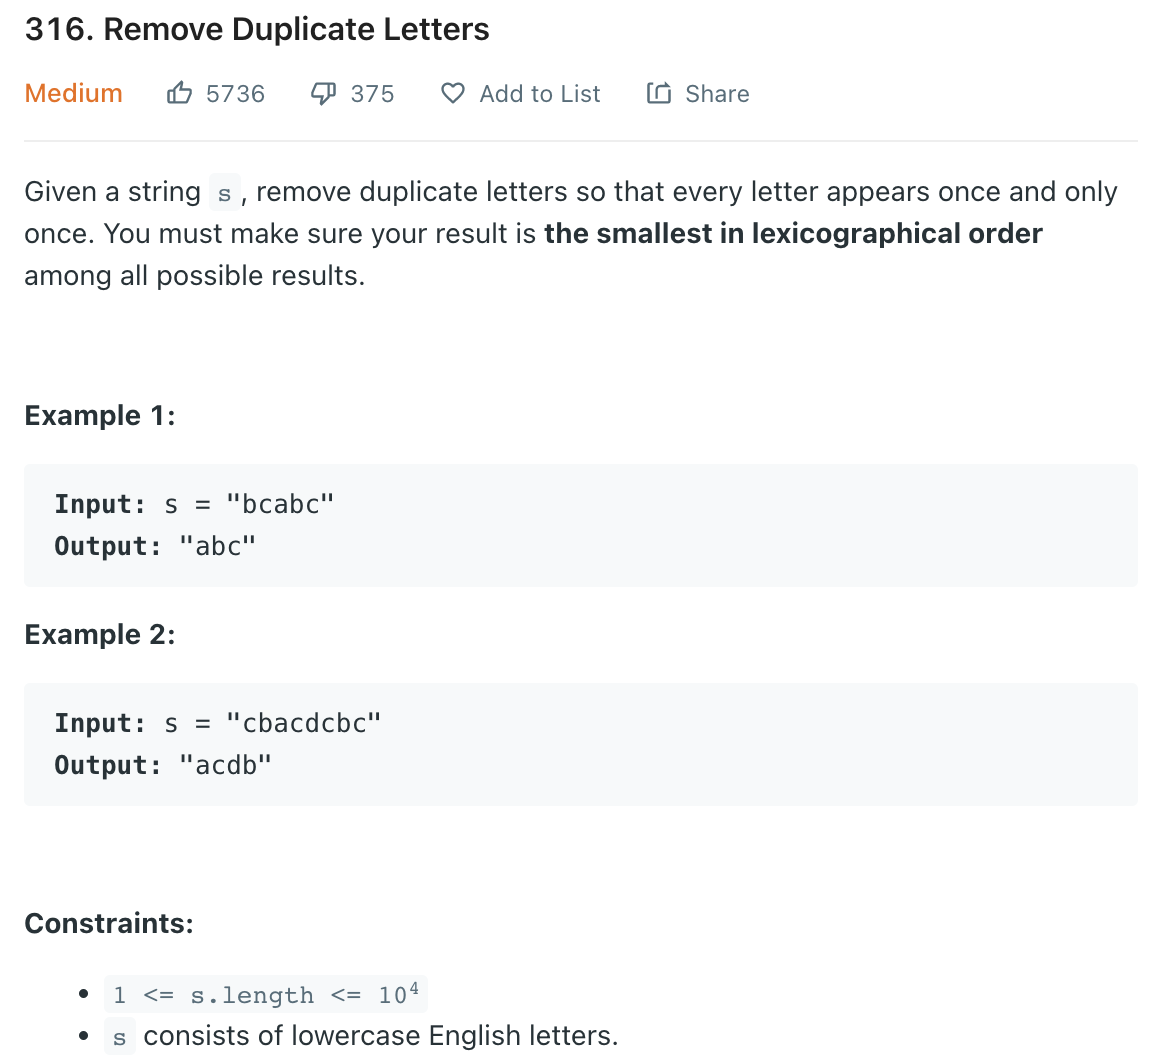 316. Remove Duplicate Letters
Medium 5736 375 Add to List Share
Given a string s, remove duplicate letters so that every letter appears once and only
once. You must make sure your result is the smallest in lexicographical order
among all possible results.
Example 1:
Input: s = "bcabc"
Output: "abc"
Example 2:
Input: s = "cbacdcbc"
Output: "acdb"
Constraints:
• 1 <= s.length <= 10⁴
• s consists of lowercase English letters.